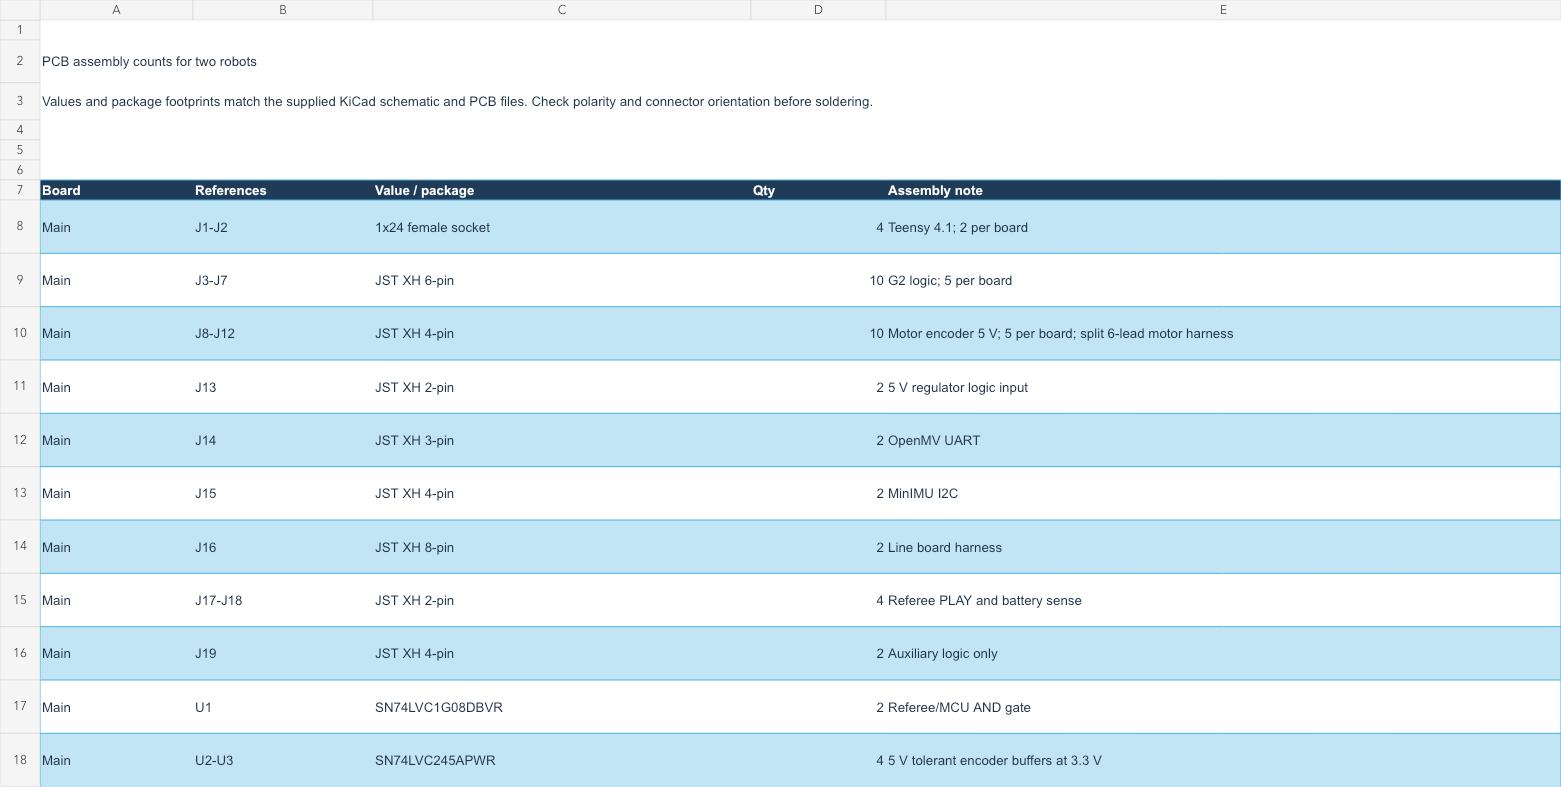 A B C D E
1
2 PCB assembly counts for two robots
3 Values and package footprints match the supplied KiCad schematic and PCB files. Check polarity and connector orientation before soldering.
4
5
6
7 Board References Value / package Qty Assembly note
8 Main J1-J2 1x24 female socket 4 Teensy 4.1; 2 per board
9 Main J3-J7 JST XH 6-pin 10 G2 logic; 5 per board
10 Main J8-J12 JST XH 4-pin 10 Motor encoder 5 V; 5 per board; split 6-lead motor harness
11 Main J13 JST XH 2-pin 2 5 V regulator logic input
12 Main J14 JST XH 3-pin 2 OpenMV UART
13 Main J15 JST XH 4-pin 2 MinIMU I2C
14 Main J16 JST XH 8-pin 2 Line board harness
15 Main J17-J18 JST XH 2-pin 4 Referee PLAY and battery sense
16 Main J19 JST XH 4-pin 2 Auxiliary logic only
17 Main U1 SN74LVC1G08DBVR 2 Referee/MCU AND gate
18 Main U2-U3 SN74LVC245APWR 4 5 V tolerant encoder buffers at 3.3 V